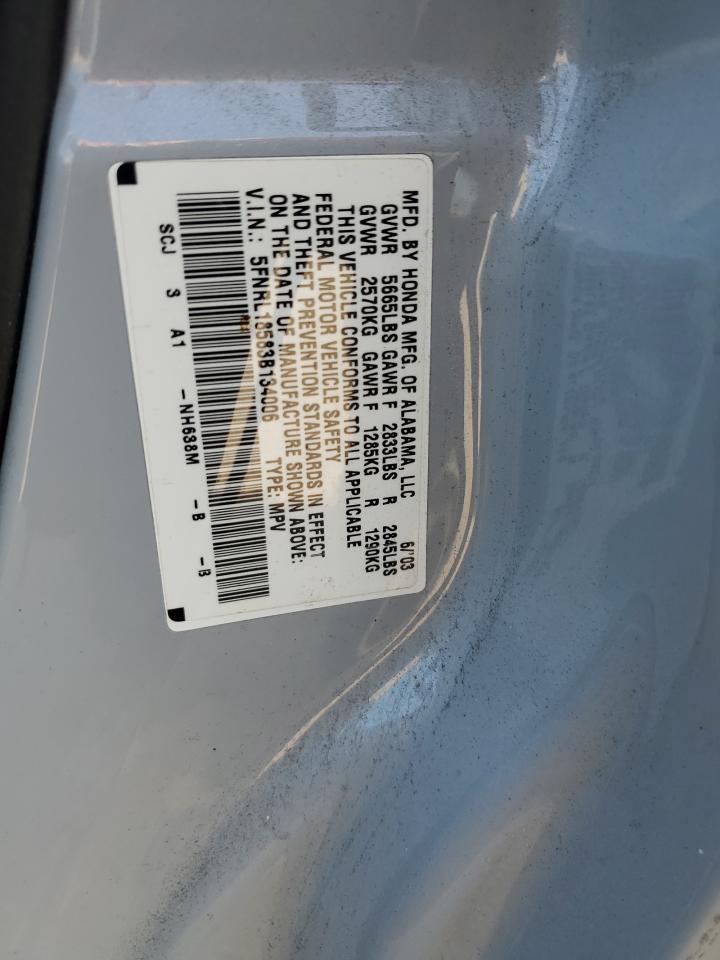 MFD. BY HONDA MFG. OF ALABAMA, LLC 6/'03
GVWR 5665LBS GAWR F 2833LBS R 2845LBS
GVWR 2570KG GAWR F 1285KG R 1290KG
THIS VEHICLE CONFORMS TO ALL APPLICABLE
FEDERAL MOTOR VEHICLE SAFETY
AND THEFT PREVENTION STANDARDS IN EFFECT
ON THE DATE OF MANUFACTURE SHOWN ABOVE:
V.I.N.: 5FNRL18583B134006 TYPE: MPV
SCJ 3 A1 -NH638M -B -B